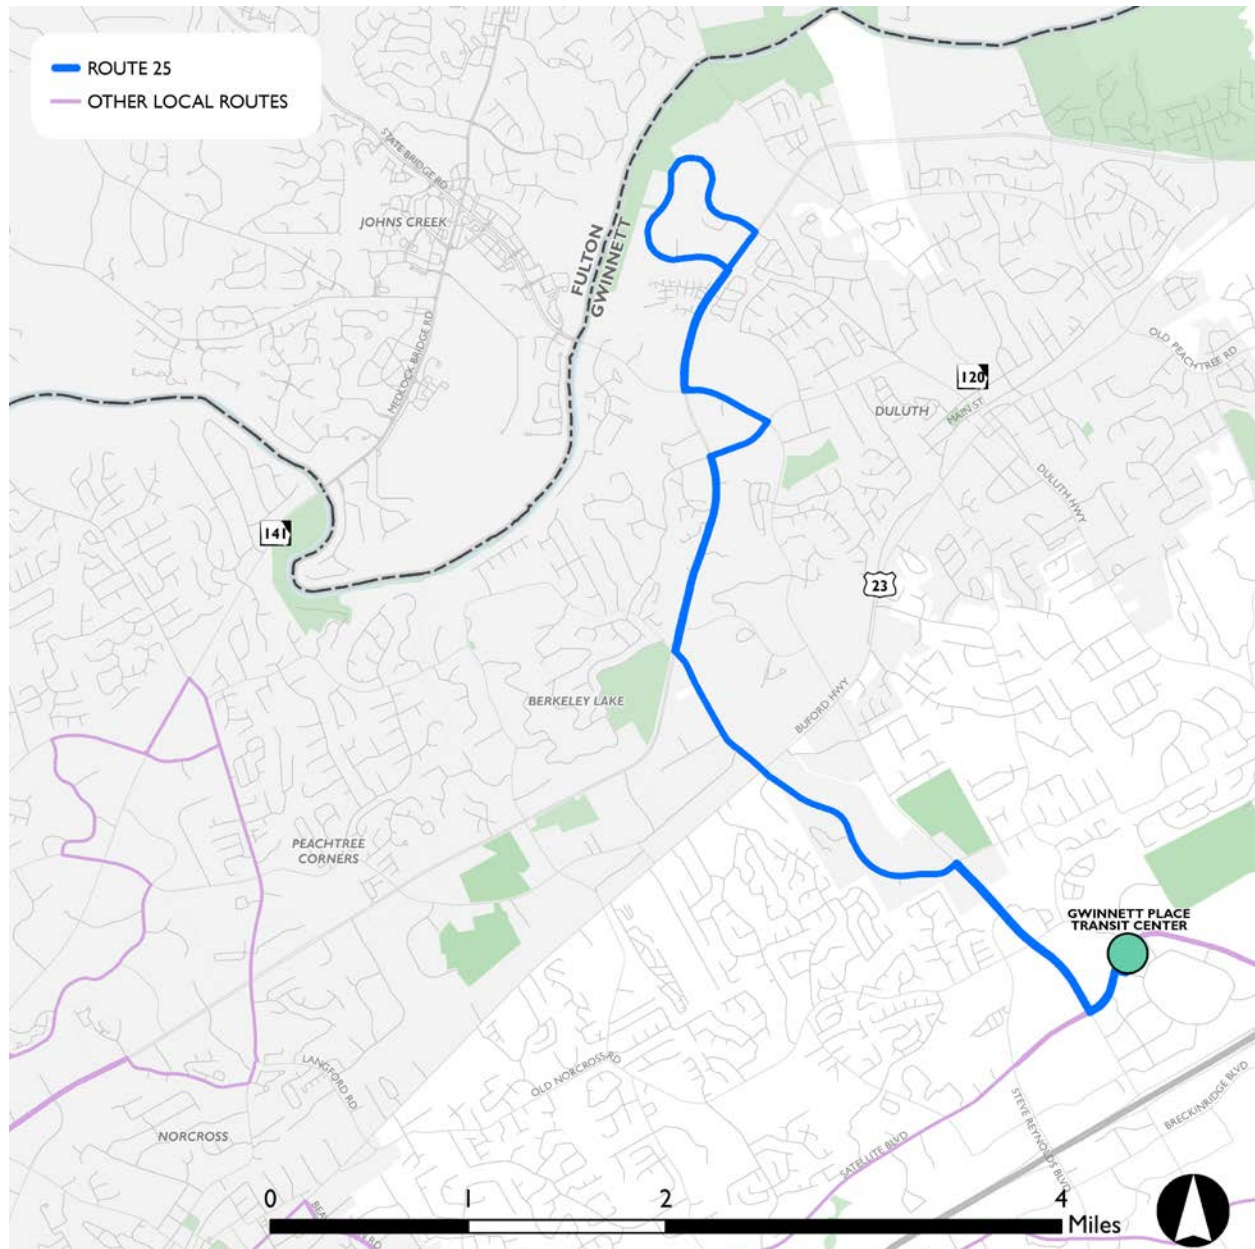 ROUTE 25
OTHER LOCAL ROUTES
STATE BRIDGE RD
JOHNS CREEK
FULTON
GWINNETT
MEDLOCK BRIDGE RD
OLD PEACHTREE RD
120
MAIN ST
DULUTH
DULUTH HWY
141
23
BERKELEY LAKE
BUFORD HWY
PEACHTREE
CORNERS
GWINNETT PLACE
TRANSIT CENTER
LANGFORD RD
OLD NORCROSS RD
NORCROSS
SATELLITE BLVD
STEVE REYNOLDS BLVD
BRECKINRIDGE BLVD
0 1 2 4
Miles